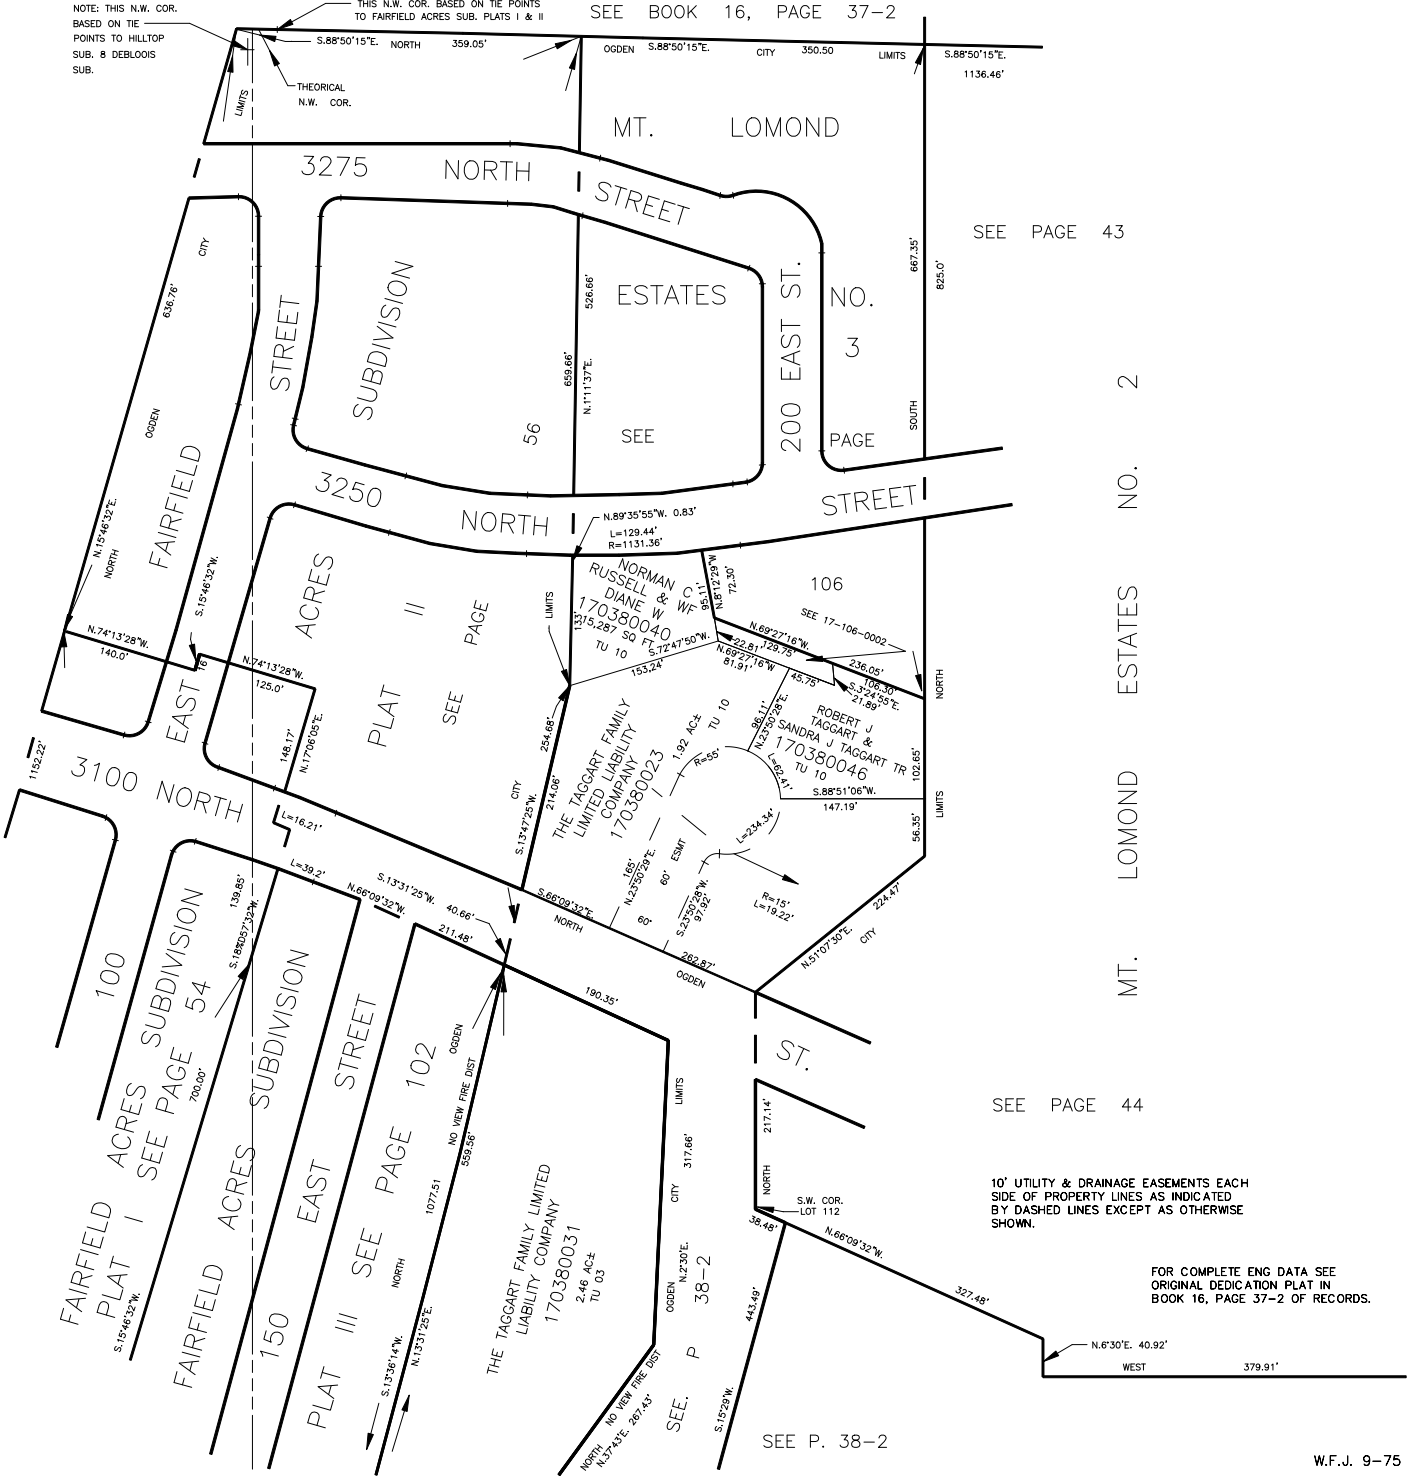 NOTE: THIS N.W. COR.
BASED ON TIE
POINTS TO HILLTOP
SUB. 8 DEBLOOIS
SUB.
THIS N.W. COR. BASED ON TIE POINTS
TO FAIRFIELD ACRES SUB. PLATS I & II
SEE BOOK 16, PAGE 37-2
S.88°50'15"E. NORTH 359.05'
OGDEN S.88°50'15"E. CITY 350.50 LIMITS
S.88°50'15"E.
1136.46'
THEORICAL
N.W. COR.
LIMITS
MT. LOMOND
ESTATES
NO.
3
SEE PAGE
3275 NORTH STREET
SEE PAGE 43
667.35'
825.0'
SOUTH
CITY
636.76'
OGDEN
N.15°46'32"E.
NORTH
FAIRFIELD
STREET
SUBDIVISION
56
526.66'
659.66'
N.1°11'37"E.
200 EAST ST.
3250 NORTH STREET
MT. LOMOND ESTATES NO. 2
N.89°35'55"W. 0.83'
L=129.44'
R=1131.36'
NORMAN C
RUSSELL & WF
DIANE W
170380040
15,287 SQ FT
TU 10
133'
95.11'
N.8°12'29"W
72.30'
106
SEE 17-106-0002
S.72°47'50"W.
153.24'
N.69°27'16"W.
129.75'
22.81'
N.69°27'16"W
81.91'
45.75
236.05'
106.30'
S.3°24'55"E.
21.89'
NORTH
LIMITS
ACRES
PLAT II
SEE PAGE
S.15°46'32"W.
N.74°13'28"W.
140.0'
16'
N.74°13'28"W.
125.0'
EAST
148.17'
N.17°06'05"E.
254.68'
214.06'
CITY
S.13°47'25"W.
THE TAGGART FAMILY
LIMITED LIABILITY
COMPANY
170380023
1.92 AC±
TU 10
R=55'
96.11'
N.23°50'28"E.
ROBERT J
TAGGART &
SANDRA J TAGGART TR
170380046
TU 10
L=62.41'
S.88°51'06"W.
147.19'
102.65'
56.35'
LIMITS
L=234.34'
165'
N.23°50'29"E.
60' ESMT
S.23°50'28"W.
97.92'
60'
R=15'
L=19.22'
224.47'
N.51°07'30"E.
CITY
1152.22'
3100 NORTH
L=16.21'
L=39.2'
N.66°09'32"W.
S.13°31'25"W. 40.66'
211.48'
S.66°09'32"E.
NORTH
262.87'
OGDEN
190.35'
ST.
139.85'
S.18%D57'32"W.
100
FAIRFIELD ACRES SUBDIVISION
PLAT I SEE PAGE 54
700.00'
S.15°46'32"W.
FAIRFIELD ACRES SUBDIVISION
150 EAST STREET
PLAT III SEE PAGE 102
OGDEN
NO VIEW FIRE DIST
559.56'
1077.51
NORTH
N.13°31'25"E.
S.13°36'14"W.
THE TAGGART FAMILY LIMITED
LIABILITY COMPANY
170380031
2.46 AC±
TU 03
LIMITS
317.66'
CITY
N.2°30'E.
OGDEN
NO VIEW FIRE DIST
NORTH
N.37°43'E. 267.43'
SEE. P 38-2
217.14'
NORTH
S.W. COR.
LOT 112
38.48'
443.49'
S.15°29'W.
N.66°09'32"W.
327.48'
SEE PAGE 44
10' UTILITY & DRAINAGE EASEMENTS EACH
SIDE OF PROPERTY LINES AS INDICATED
BY DASHED LINES EXCEPT AS OTHERWISE
SHOWN.
FOR COMPLETE ENG DATA SEE
ORIGINAL DEDICATION PLAT IN
BOOK 16, PAGE 37-2 OF RECORDS.
N.6°30'E. 40.92'
WEST 379.91'
SEE P. 38-2
W.F.J. 9-75